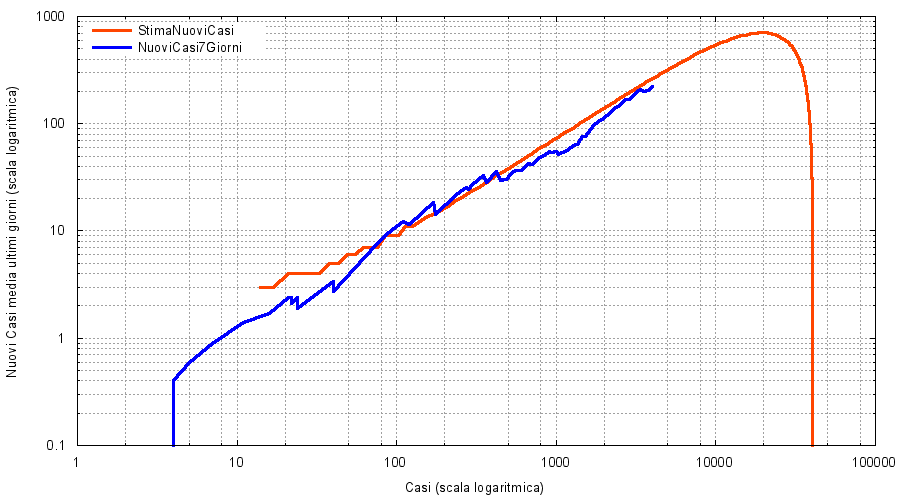 1000
StimaNuoviCasi
NuoviCasi7Giorni
100
10
1
0.1
Nuovi Casi media ultimi giorni (scala logaritmica)
1 10 100 1000 10000 100000
Casi (scala logaritmica)